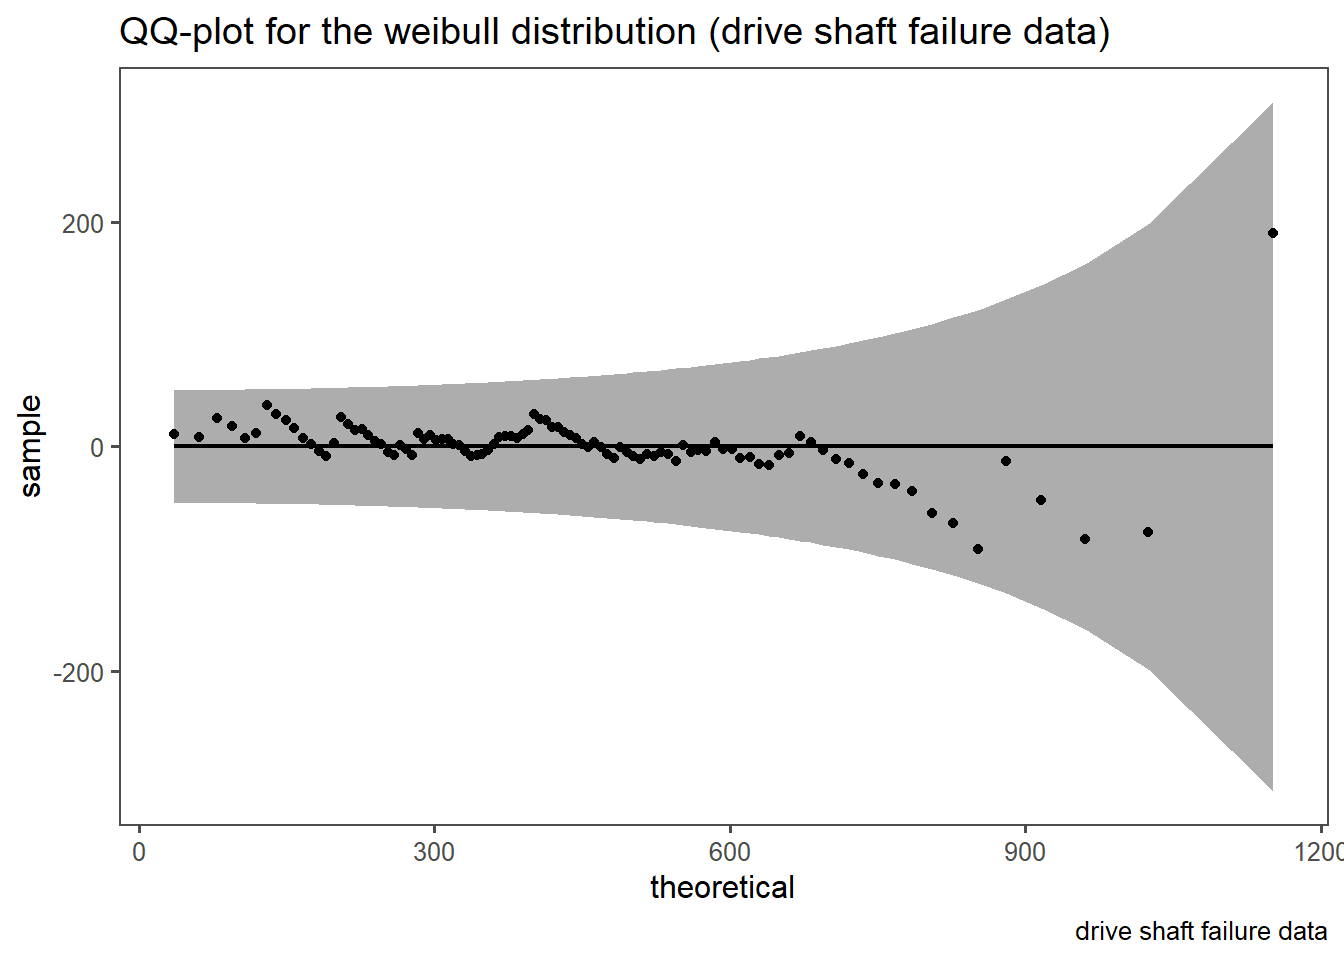 QQ-plot for the weibull distribution (drive shaft failure data)
sample
200
0
-200
0 300 600 900 1200
theoretical
drive shaft failure data